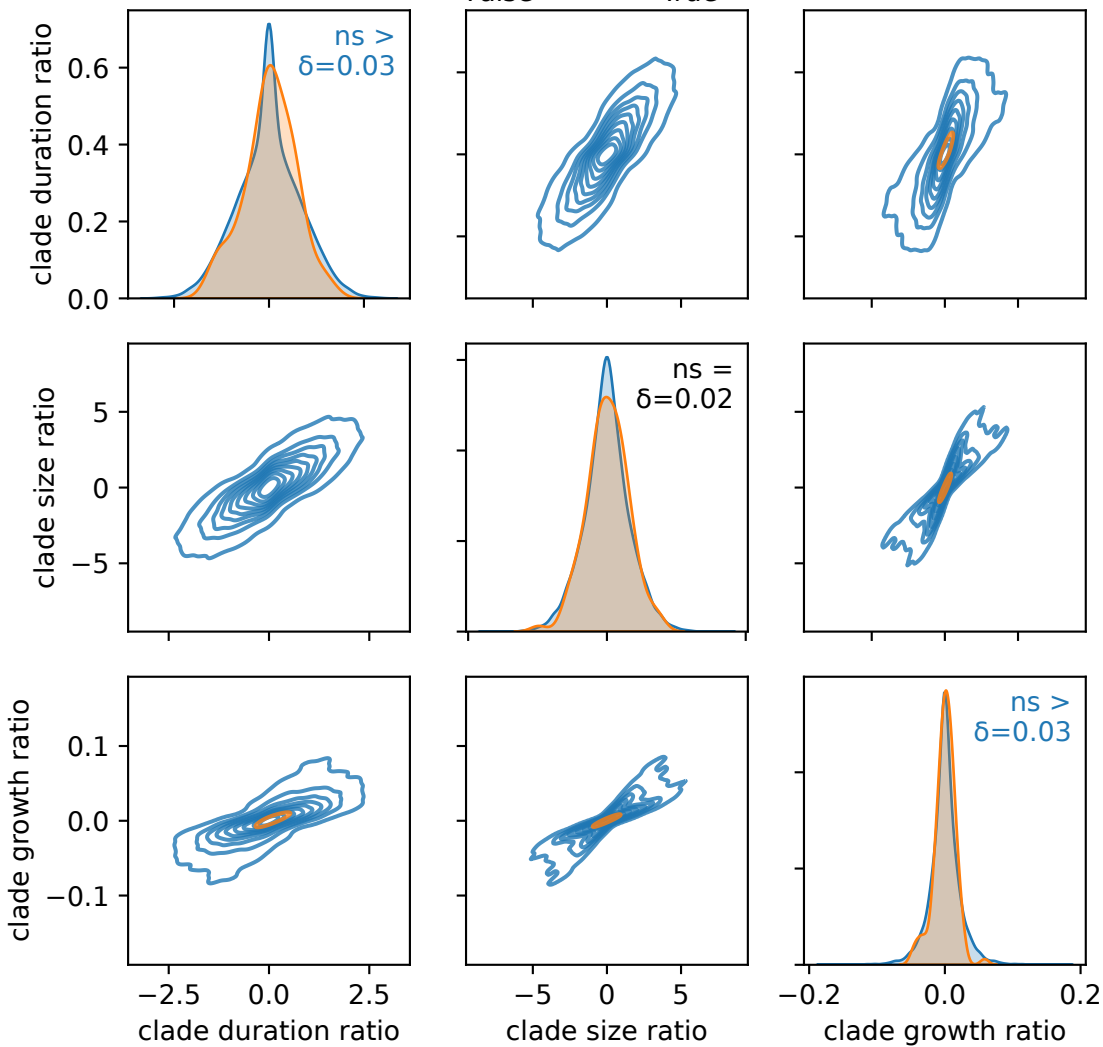 clade duration ratio
0.6
0.4
0.2
0.0
ns >
δ=0.03
clade size ratio
5
0
−5
ns =
δ=0.02
clade growth ratio
0.1
0.0
−0.1
ns >
δ=0.03
−2.5 0.0 2.5
−5 0 5
−0.2 0.0 0.2
clade duration ratio
clade size ratio
clade growth ratio